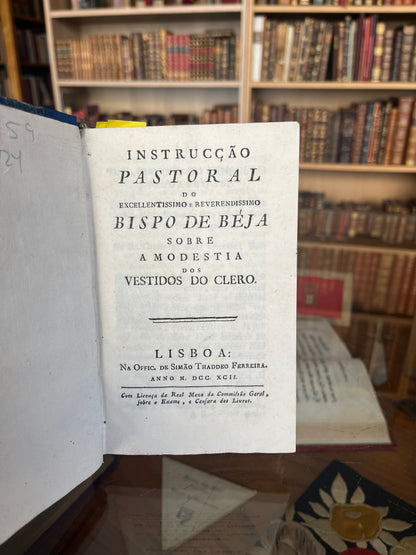 INSTRUCÇÃO
PASTORAL
DO
EXCELLENTISSIMO E REVERENDISSIMO
BISPO DE BÉJA
SOBRE
A MODESTIA
DOS
VESTIDOS DO CLERO.
LISBOA:
NA OFFIC. DE SIMÃO THADDEO FERREIRA.
ANNO M. DCC. XCII.
Com Licença da Real Meza da Commissão Geral,
sobre o Exame, e Censura dos Livros.